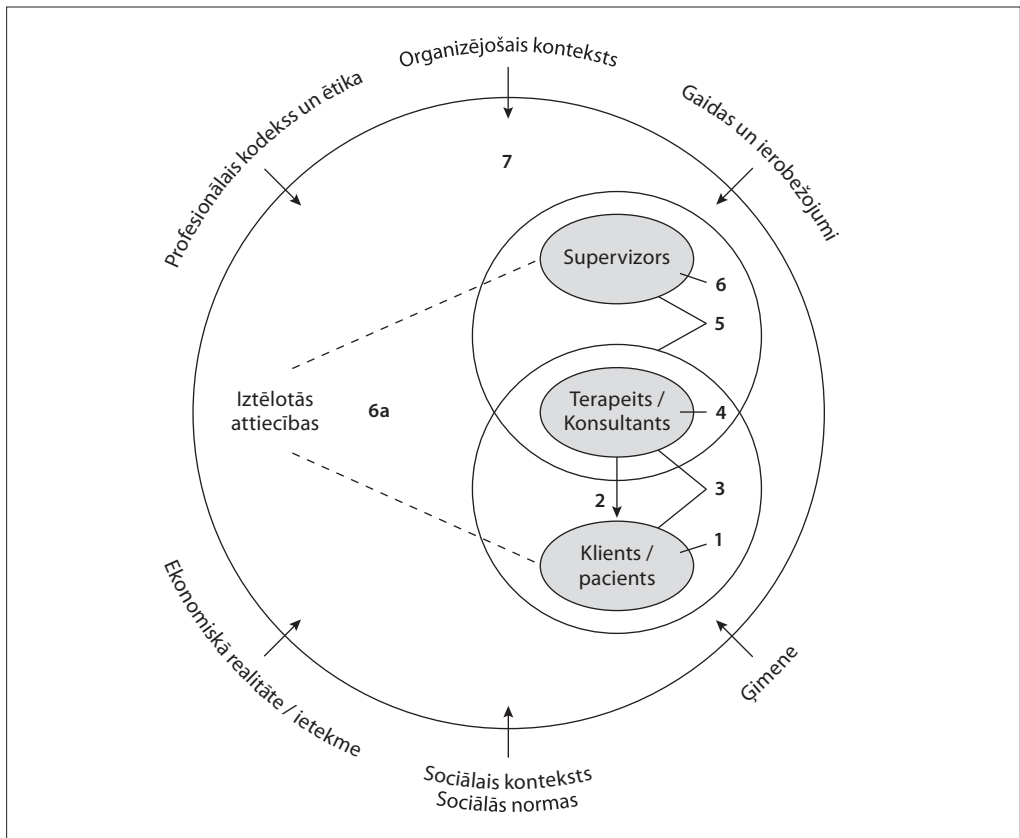 Organizējošais konteksts
Profesionālais kodekss un ētika
Gaidas un ierobežojumi
7
Supervizors
6
5
Iztēlotās
attiecības
6a
Terapeits /
Konsultants
4
3
2
1
Klients /
pacients
Ekonomiskā realitāte / ietekme
Ģimene
Sociālais konteksts
Sociālās normas